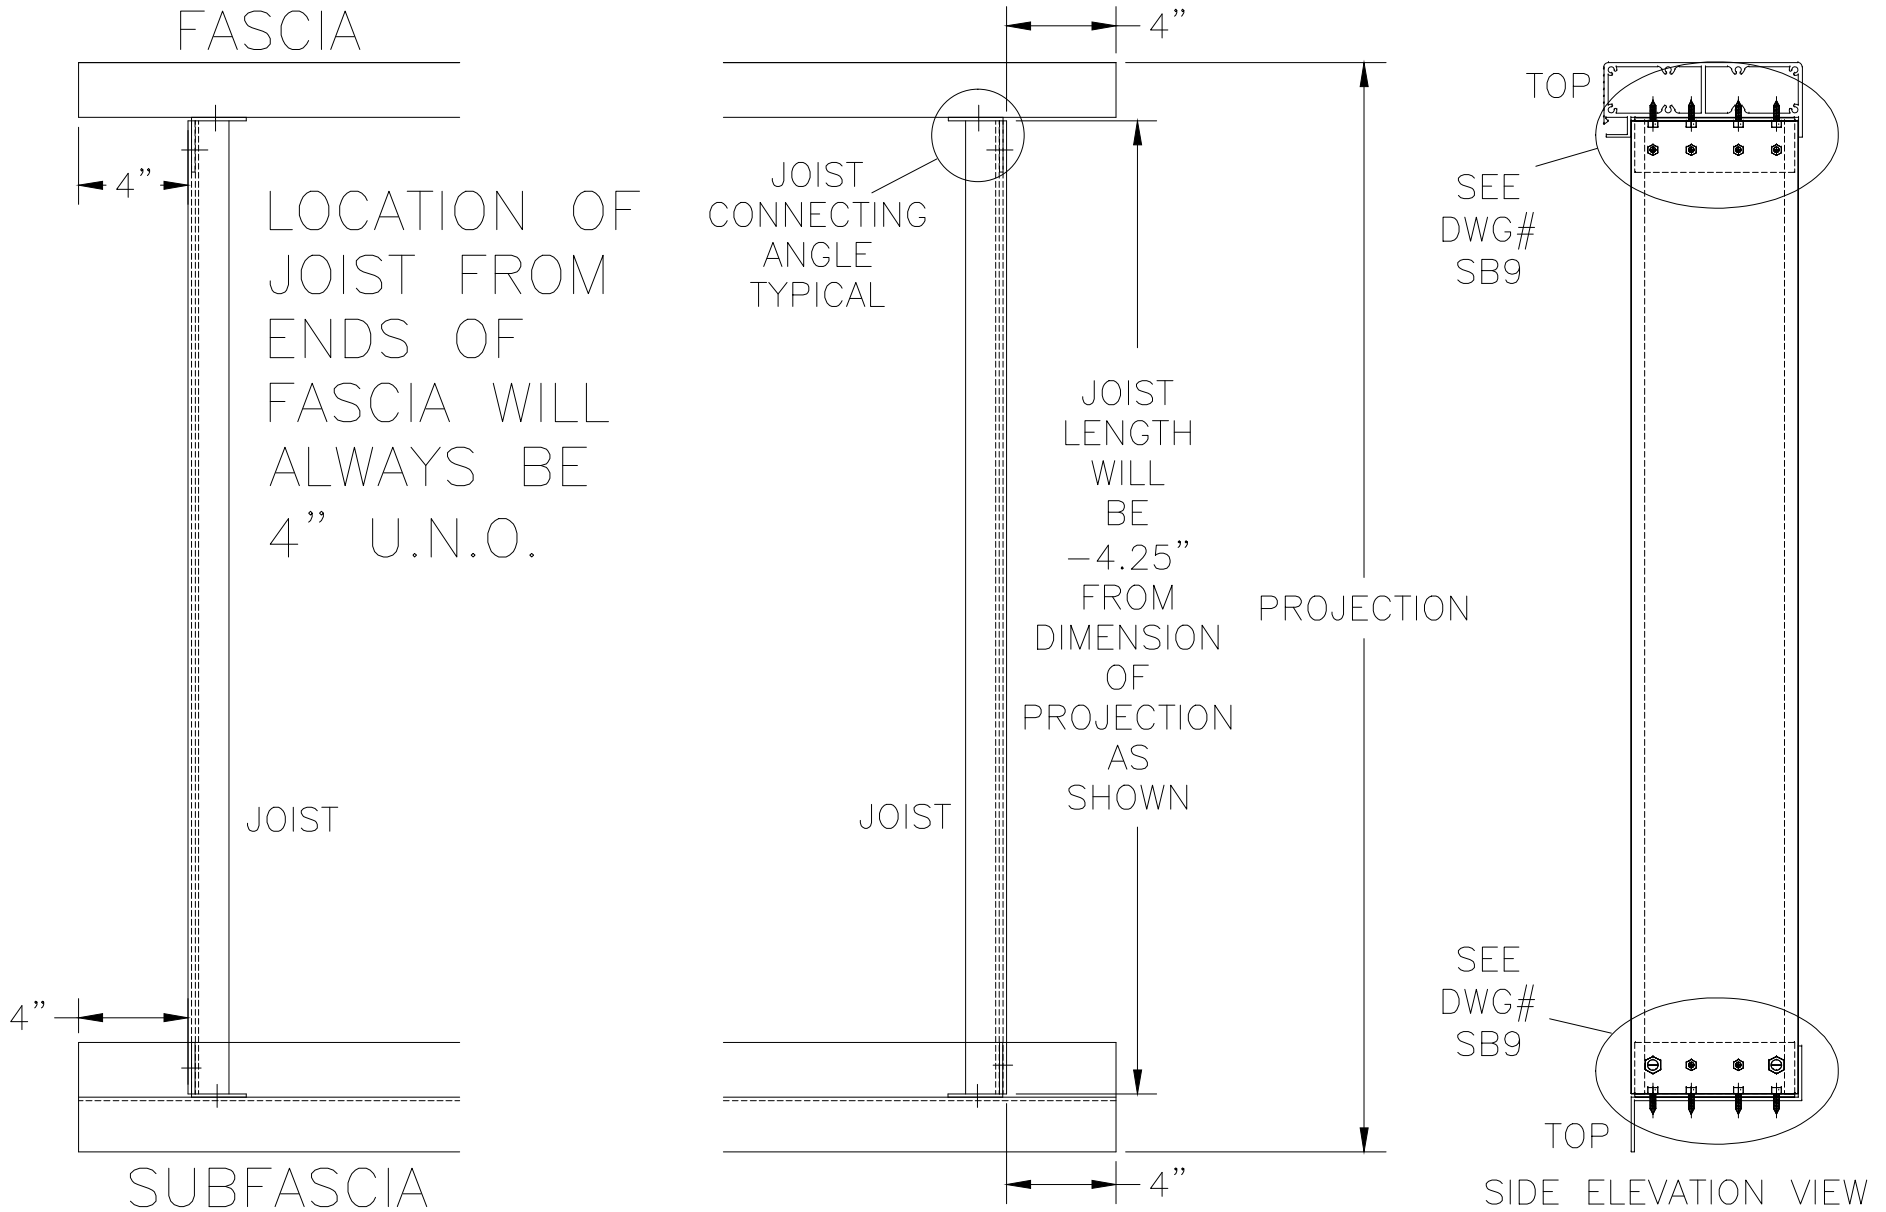 FASCIA
4”
4”
LOCATION OF
JOIST FROM
ENDS OF
FASCIA WILL
ALWAYS BE
4” U.N.O.
JOIST
CONNECTING
ANGLE
TYPICAL
JOIST
LENGTH
WILL
BE
–4.25”
FROM
DIMENSION
OF
PROJECTION
AS
SHOWN
PROJECTION
TOP
SEE
DWG#
SB9
JOIST
JOIST
4”
SEE
DWG#
SB9
TOP
SUBFASCIA
4”
SIDE ELEVATION VIEW